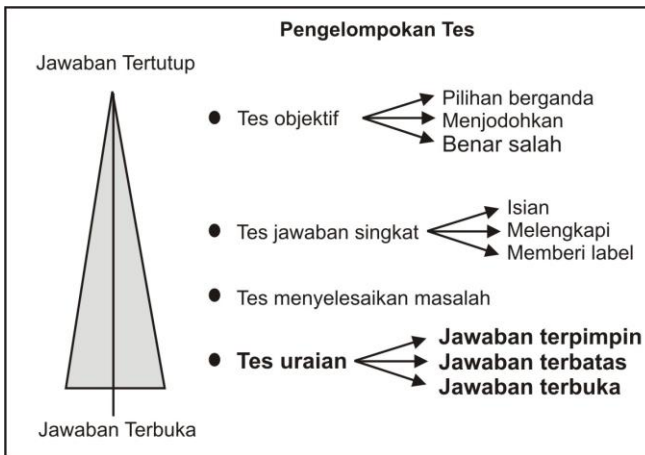 Pengelompokan Tes
Jawaban Tertutup
Tes objektif
Pilihan berganda
Menjodohkan
Benar salah
Tes jawaban singkat
Isian
Melengkapi
Memberi label
Tes menyelesaikan masalah
Tes uraian
Jawaban terpimpin
Jawaban terbatas
Jawaban terbuka
Jawaban Terbuka